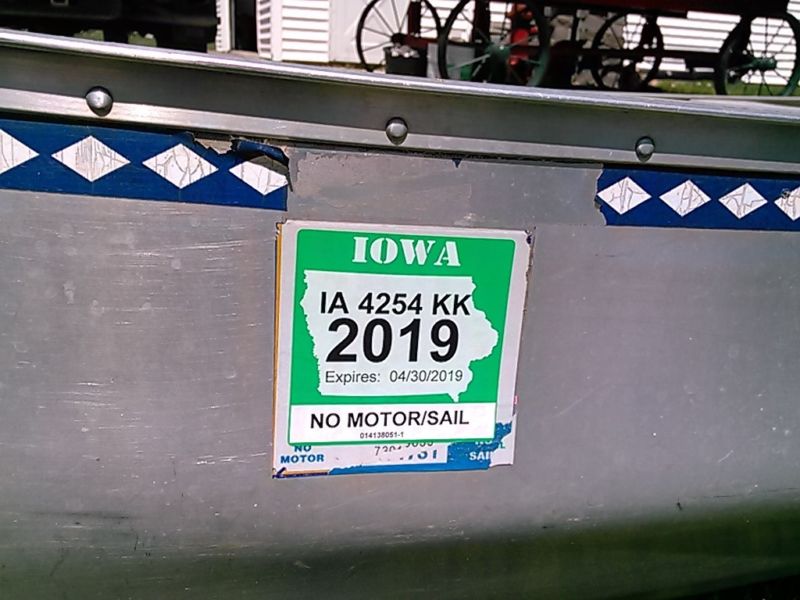 IOWA
IA 4254 KK
2019
Expires: 04/30/2019
NO MOTOR/SAIL
014138051-1
NO
MOTOR
SAIL